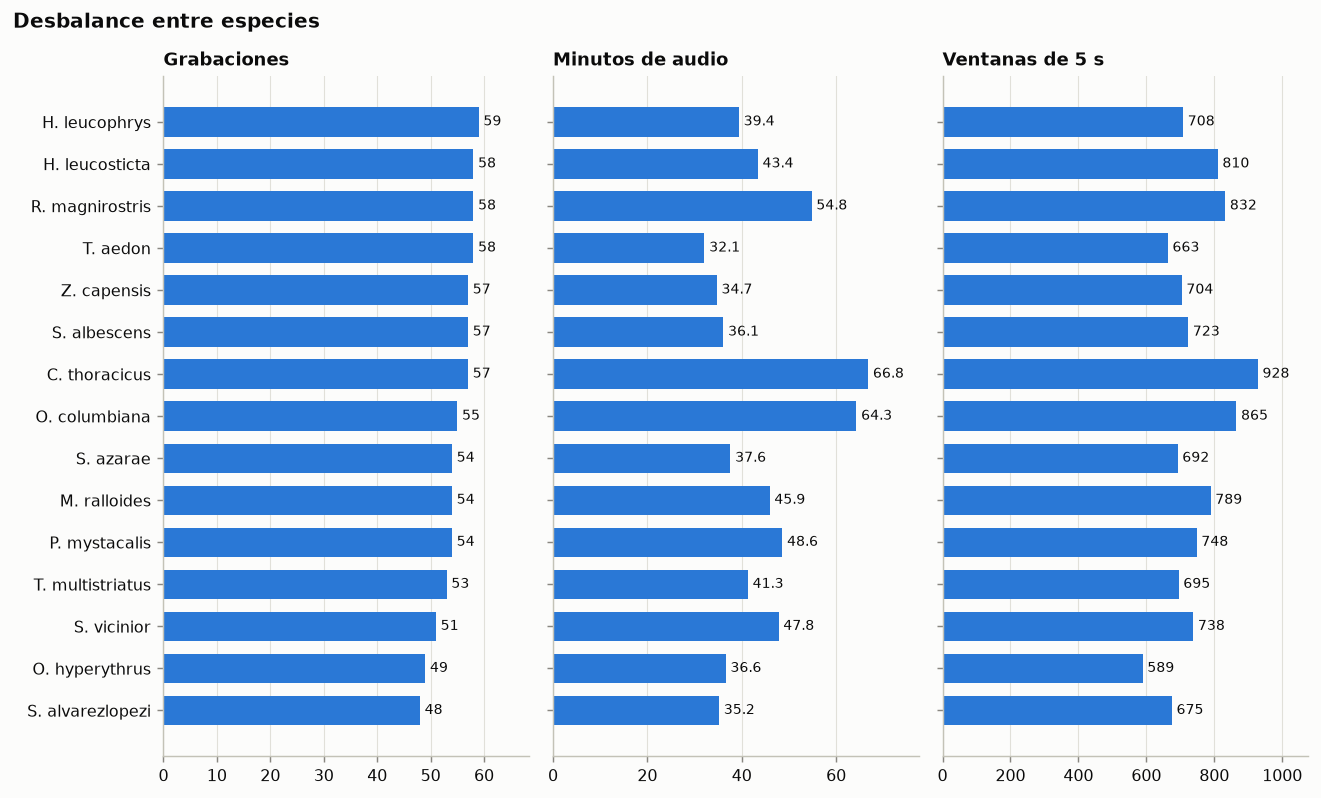 Desbalance entre especies
Grabaciones Minutos de audio Ventanas de 5 s
H. leucophrys 59 39.4 708
H. leucosticta 58 43.4 810
R. magnirostris 58 54.8 832
T. aedon 58 32.1 663
Z. capensis 57 34.7 704
S. albescens 57 36.1 723
C. thoracicus 57 66.8 928
O. columbiana 55 64.3 865
S. azarae 54 37.6 692
M. ralloides 54 45.9 789
P. mystacalis 54 48.6 748
T. multistriatus 53 41.3 695
S. vicinior 51 47.8 738
O. hyperythrus 49 36.6 589
S. alvarezlopezi 48 35.2 675
0 10 20 30 40 50 60 0 20 40 60 0 200 400 600 800 1000